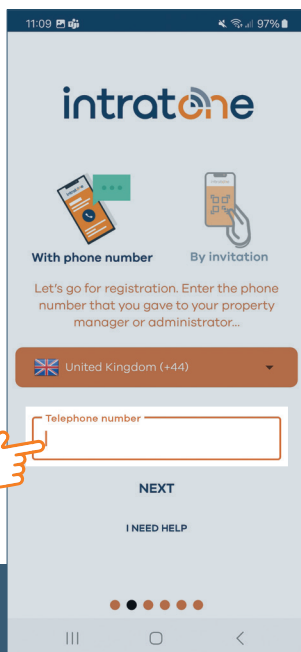 11:09
97%
intratone
With phone number
By invitation
Let's go for registration. Enter the phone
number that you gave to your property
manager or administrator...
United Kingdom (+44)
Telephone number
NEXT
I NEED HELP